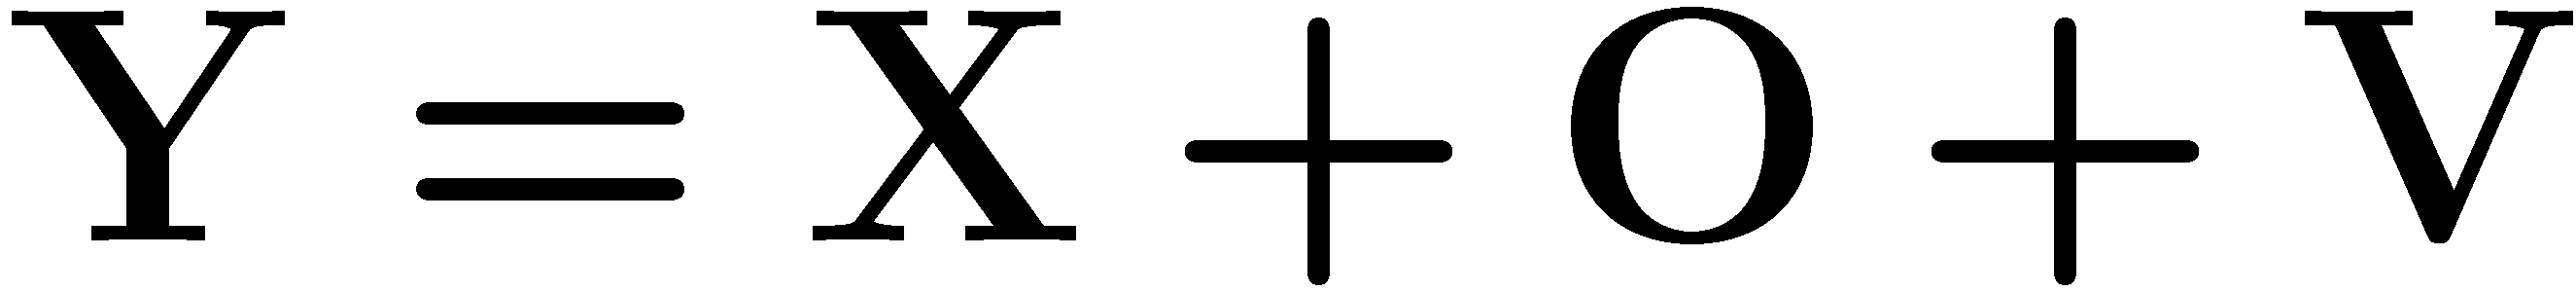 Y = X + O + V